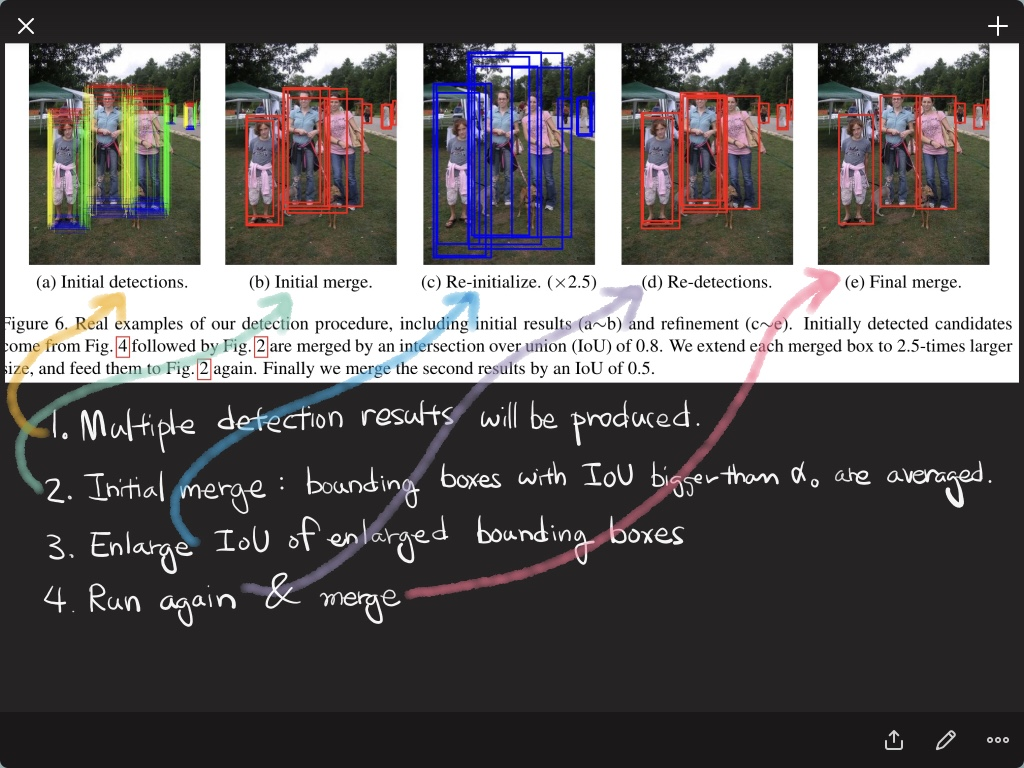 (a) Initial detections.
(b) Initial merge.
(c) Re-initialize. (×2.5)
(d) Re-detections.
(e) Final merge.
Figure 6. Real examples of our detection procedure, including initial results (a∼b) and refinement (c∼e). Initially detected candidates
come from Fig. 4 followed by Fig. 2 are merged by an intersection over union (IoU) of 0.8. We extend each merged box to 2.5-times larger
size, and feed them to Fig. 2 again. Finally we merge the second results by an IoU of 0.5.
1. Multiple detection results will be produced.
2. Initial merge : bounding boxes with IoU bigger than α₀ are averaged.
3. Enlarge IoU of enlarged bounding boxes
4. Run again & merge